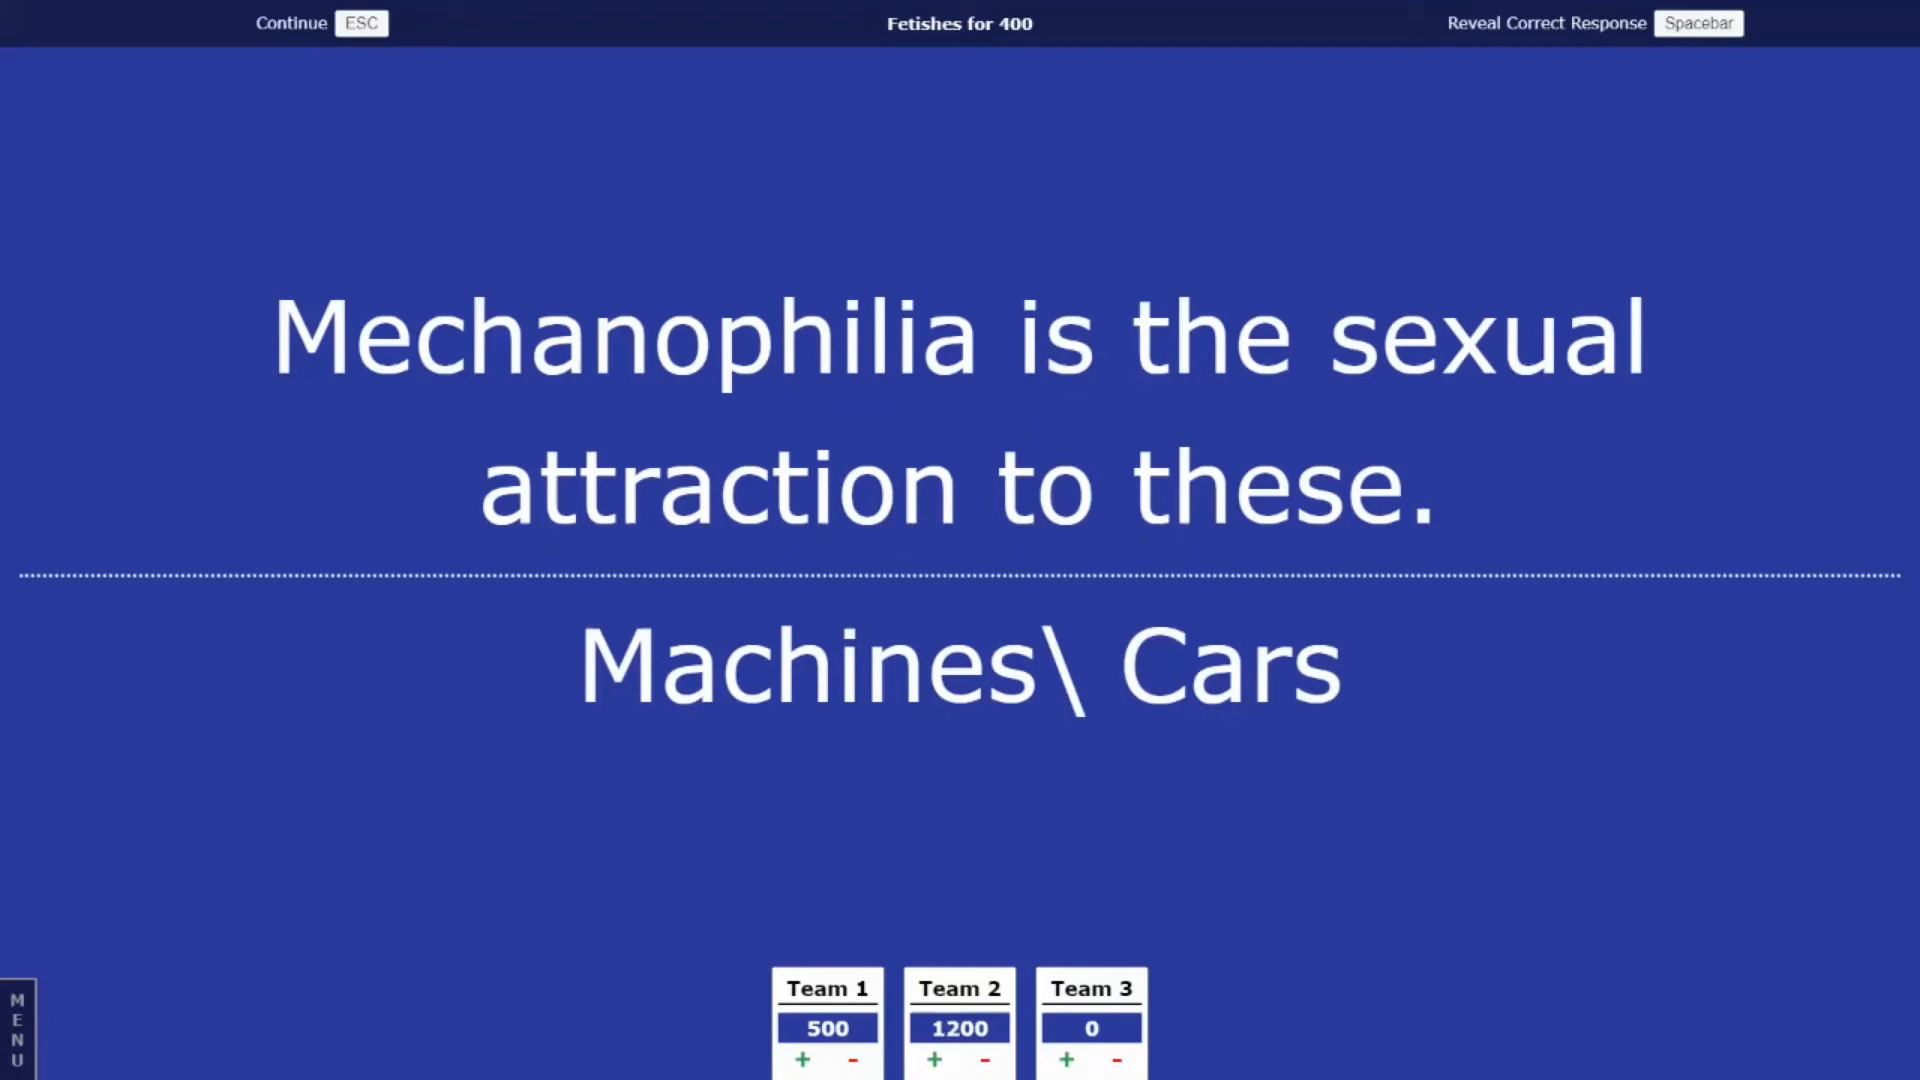 Continue ESC Fetishes for 400 Reveal Correct Response Spacebar
Mechanophilia is the sexual
attraction to these.
Machines\ Cars
Team 1 Team 2 Team 3
500 1200 0
+ - + - + -
MENU